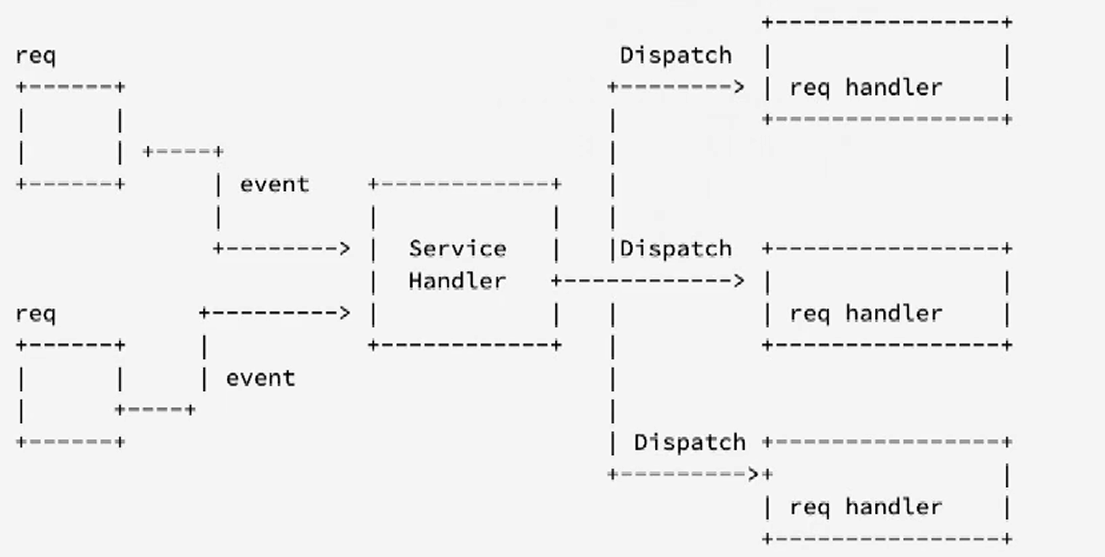 req
Dispatch
req handler
event
Service
Handler
Dispatch
req
req handler
event
Dispatch
req handler